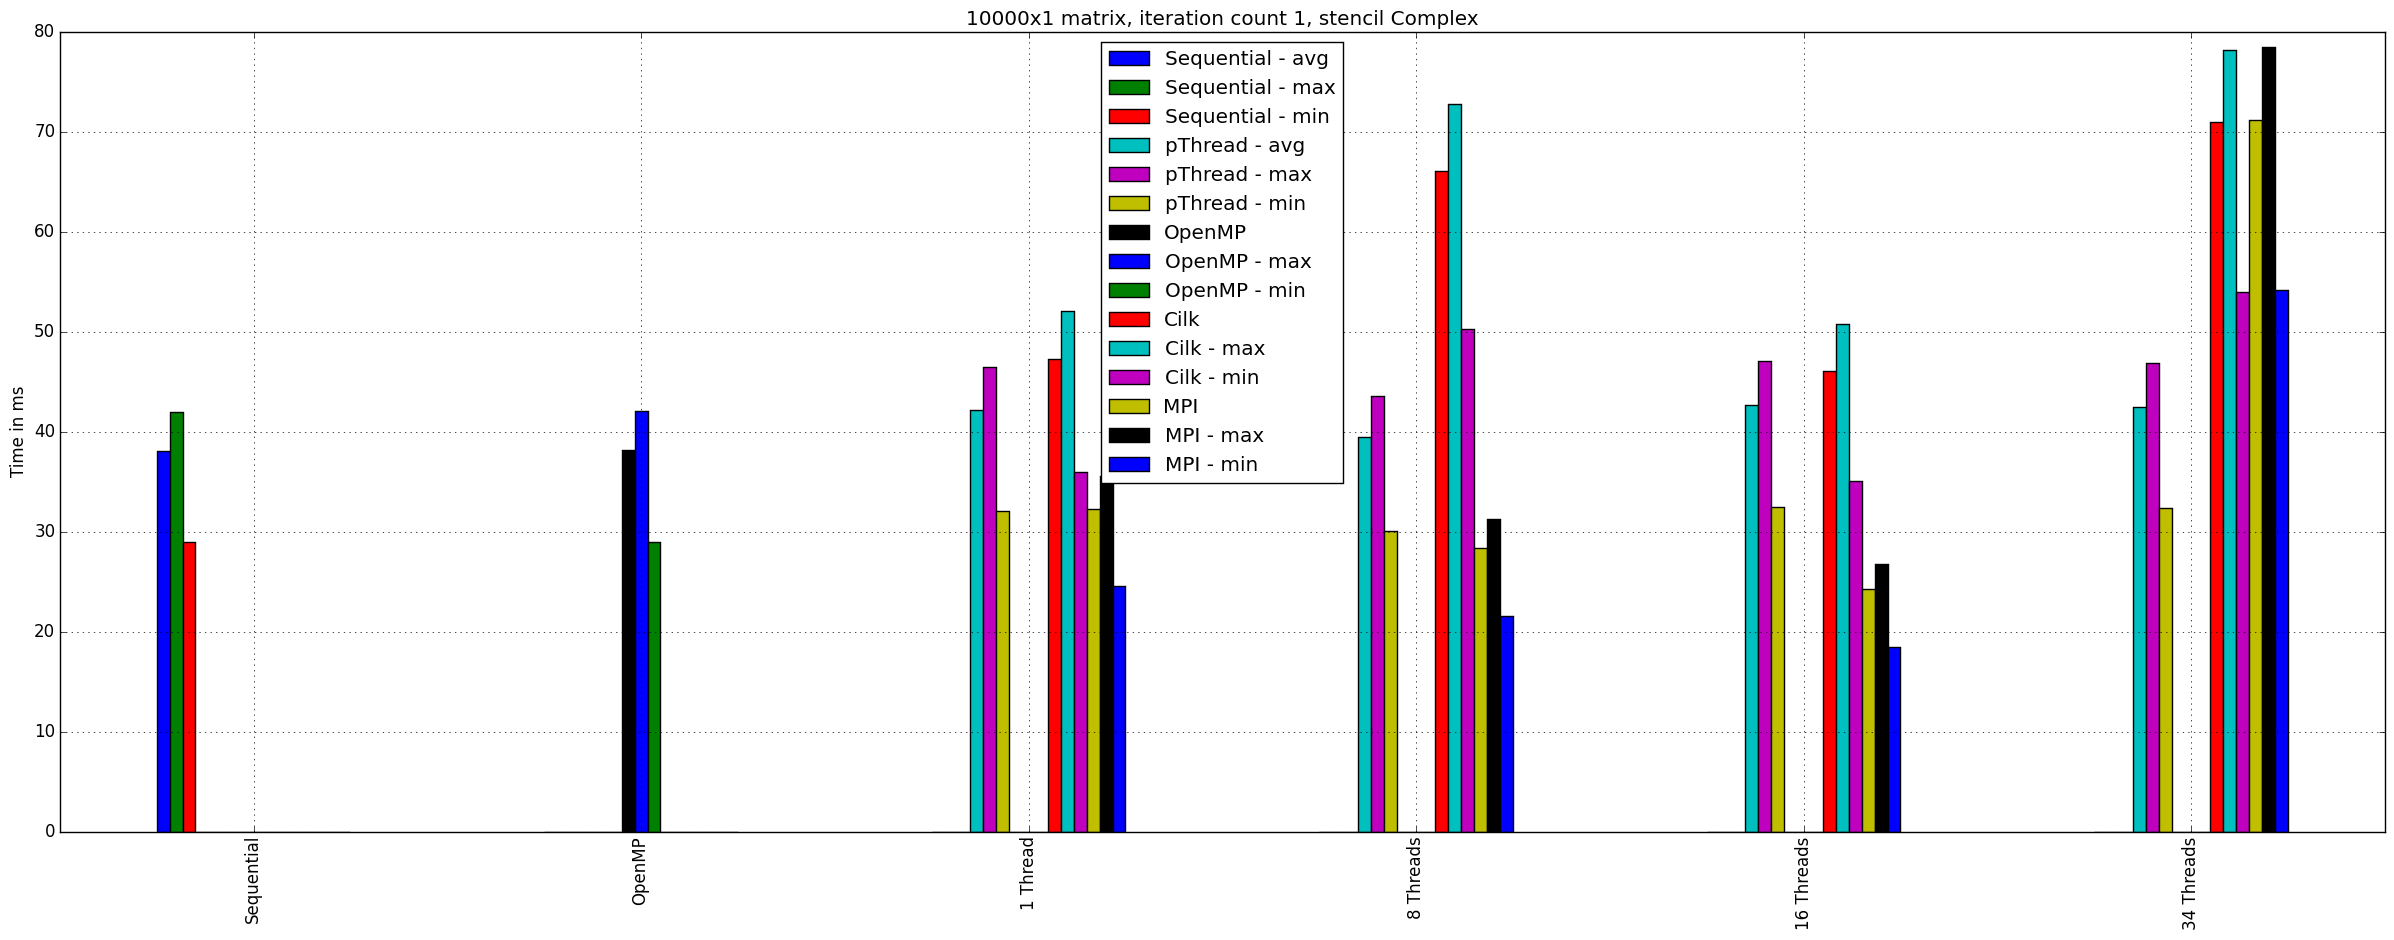 10000x1 matrix, iteration count 1, stencil Complex
Time in ms
80
70
60
50
40
30
20
10
0
Sequential - avg
Sequential - max
Sequential - min
pThread - avg
pThread - max
pThread - min
OpenMP
OpenMP - max
OpenMP - min
Cilk
Cilk - max
Cilk - min
MPI
MPI - max
MPI - min
Sequential
OpenMP
1 Thread
8 Threads
16 Threads
34 Threads